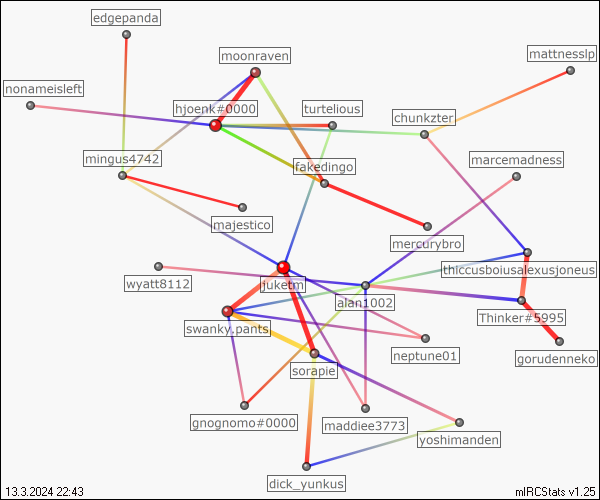 edgepanda
moonraven
mattnesslp
nonameisleft
hjoerk#0000
turtelious
chunkzter
mingus4742
fakedingo
marcemadness
majestico
mercurybro
thiccusboiusalexusjoneus
wyatt8112
juketm
alan1002
Thinker#5995
swanky.pants
neptune01
gorudenneko
sorapie
gnognomo#0000
maddiee3773
yoshimanden
dick_yunkus
13.3.2024 22:43
mIRCStats v1.25